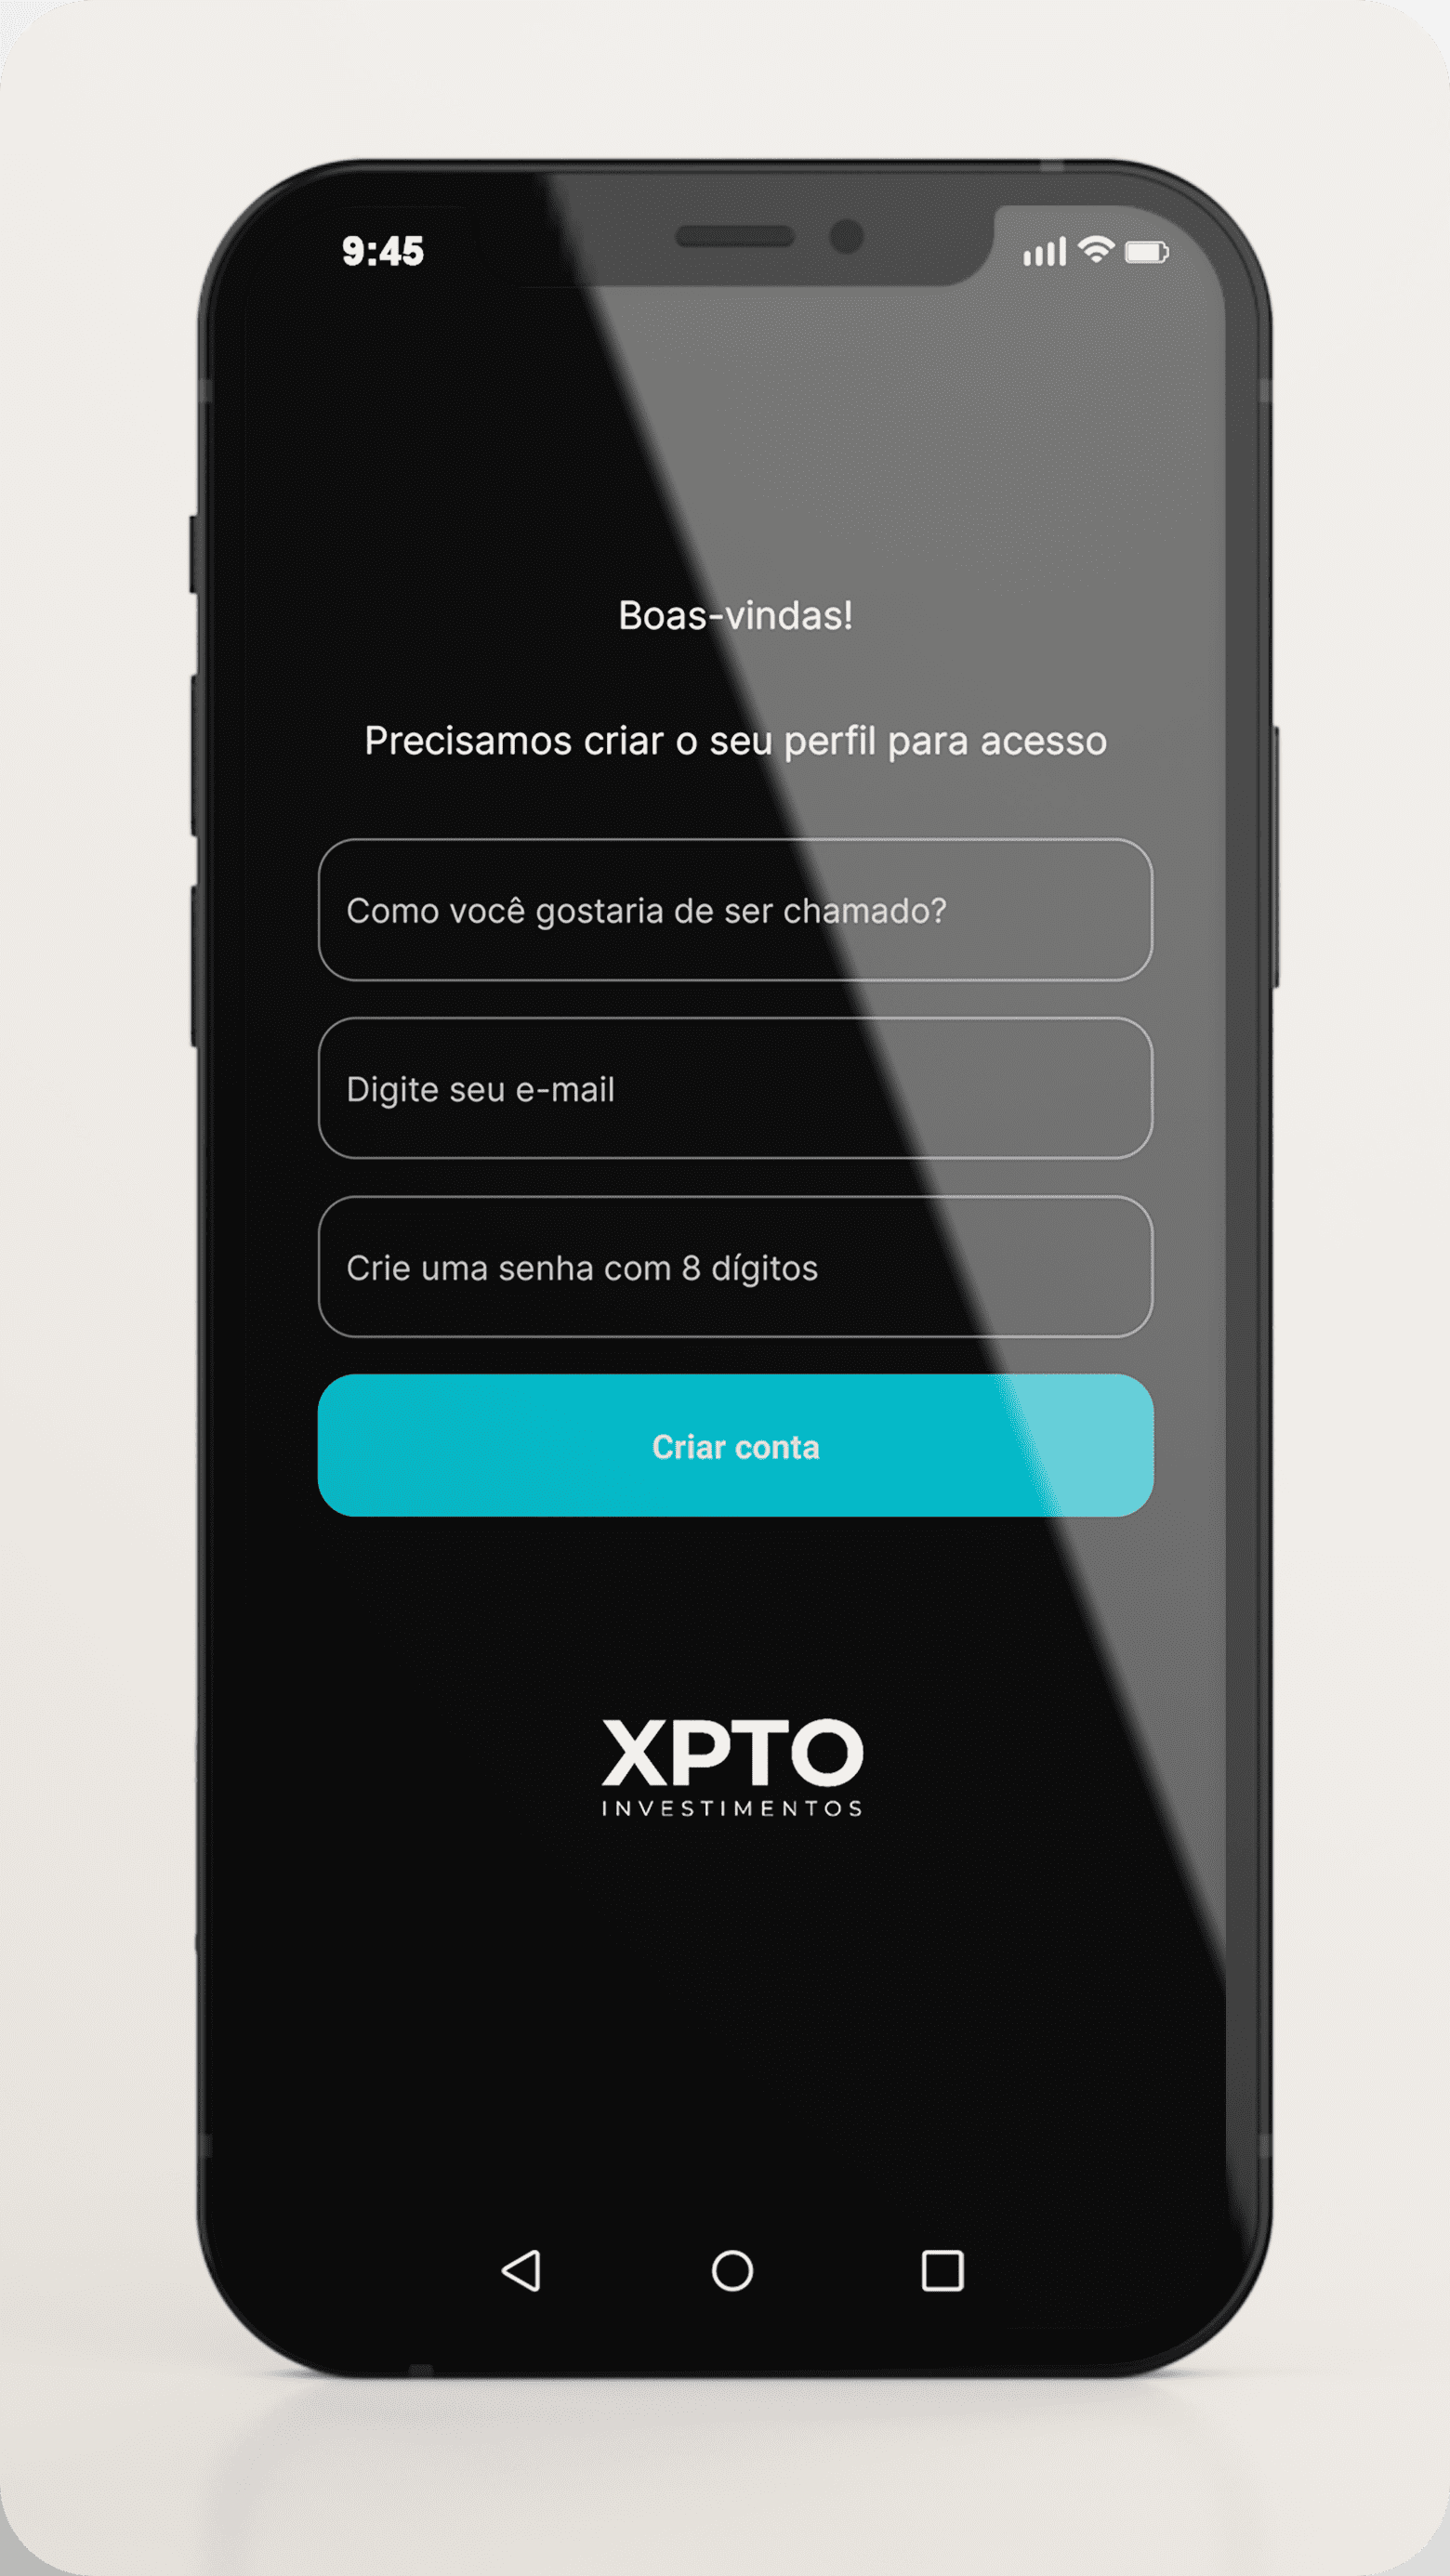 9:45
Boas-vindas!
Precisamos criar o seu perfil para acesso
Como você gostaria de ser chamado?
Digite seu e-mail
Crie uma senha com 8 dígitos
Criar conta
XPTO
INVESTIMENTOS